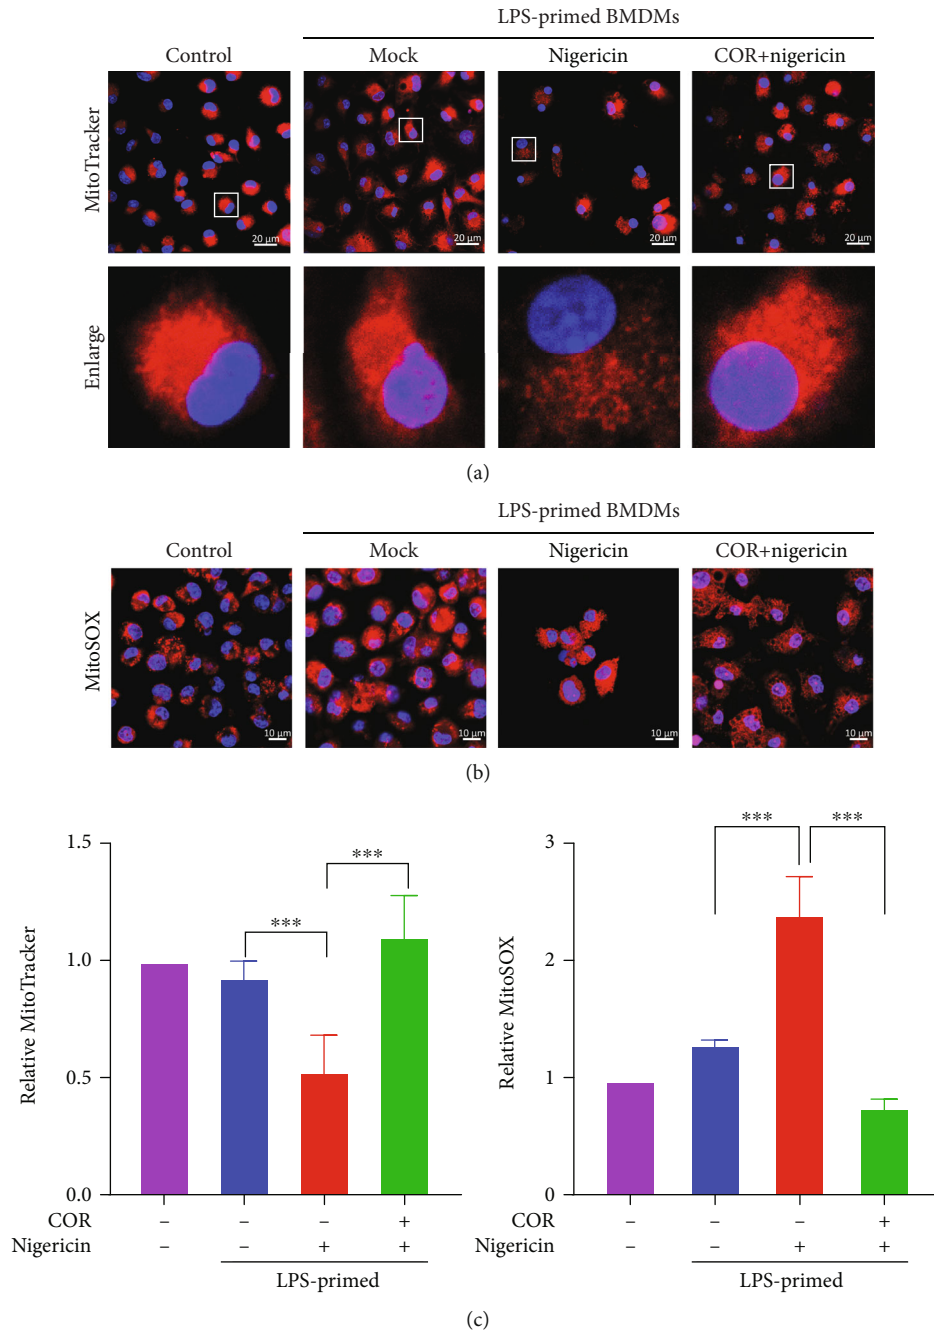 LPS-primed BMDMs
Control Mock Nigericin COR+nigericin
MitoTracker
20 µm 20 µm 20 µm 20 µm
Enlarge
(a)
LPS-primed BMDMs
Control Mock Nigericin COR+nigericin
MitoSOX
10 µm 10 µm 10 µm 10 µm
(b)
Relative MitoTracker
1.5
1.0
0.5
0.0
*** ***
COR – – – +
Nigericin – – + +
LPS-primed
Relative MitoSOX
3
2
1
0
*** ***
– – – + COR
– – + + Nigericin
LPS-primed
(c)